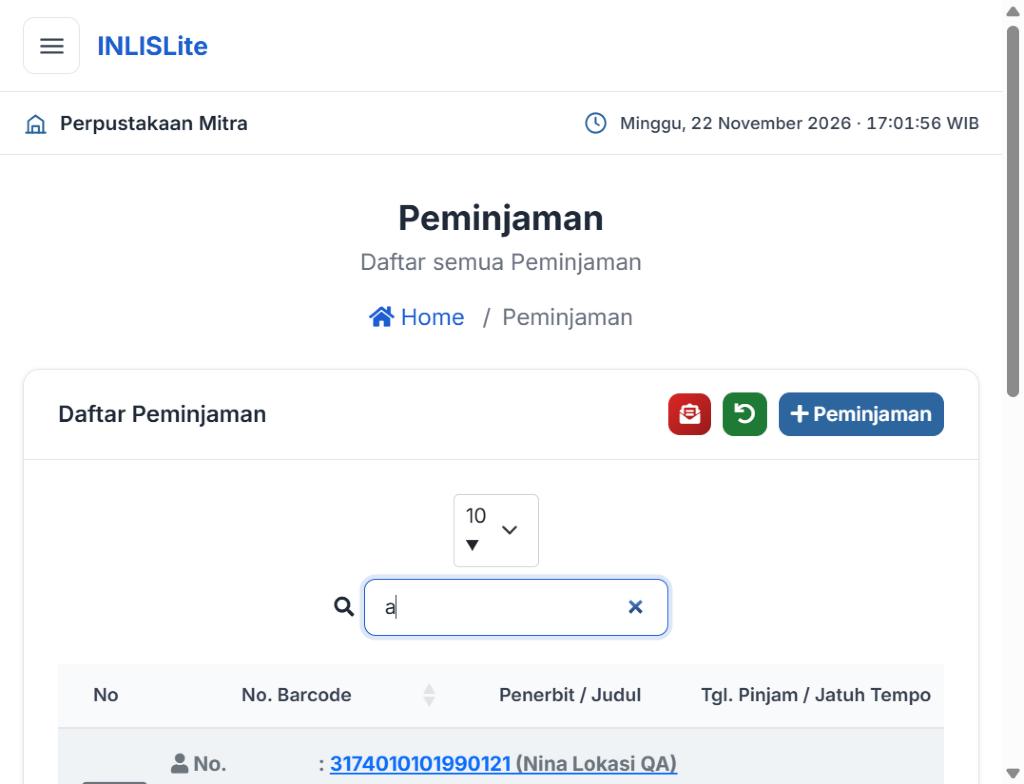 INLISLite
Perpustakaan Mitra
Minggu, 22 November 2026 · 17:01:56 WIB
Peminjaman
Daftar semua Peminjaman
Home / Peminjaman
Daftar Peminjaman
Peminjaman
10
a
No No. Barcode Penerbit / Judul Tgl. Pinjam / Jatuh Tempo
No. : 3174010101990121 (Nina Lokasi QA)